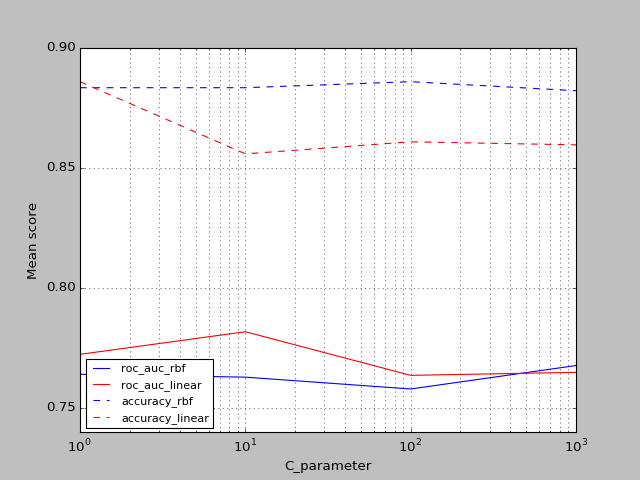 0.90
0.85
0.80
0.75
Mean score
10^0
10^1
10^2
10^3
C_parameter
roc_auc_rbf
roc_auc_linear
accuracy_rbf
accuracy_linear